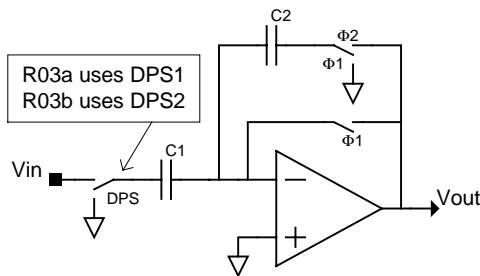 C2
Φ2
Φ1
R03a uses DPS1
R03b uses DPS2
Φ1
C1
Vin
DPS
Vout